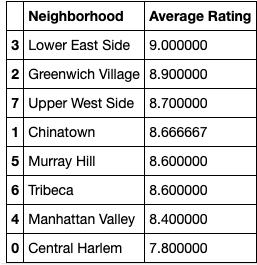 Neighborhood Average Rating
3 Lower East Side 9.000000
2 Greenwich Village 8.900000
7 Upper West Side 8.700000
1 Chinatown 8.666667
5 Murray Hill 8.600000
6 Tribeca 8.600000
4 Manhattan Valley 8.400000
0 Central Harlem 7.800000